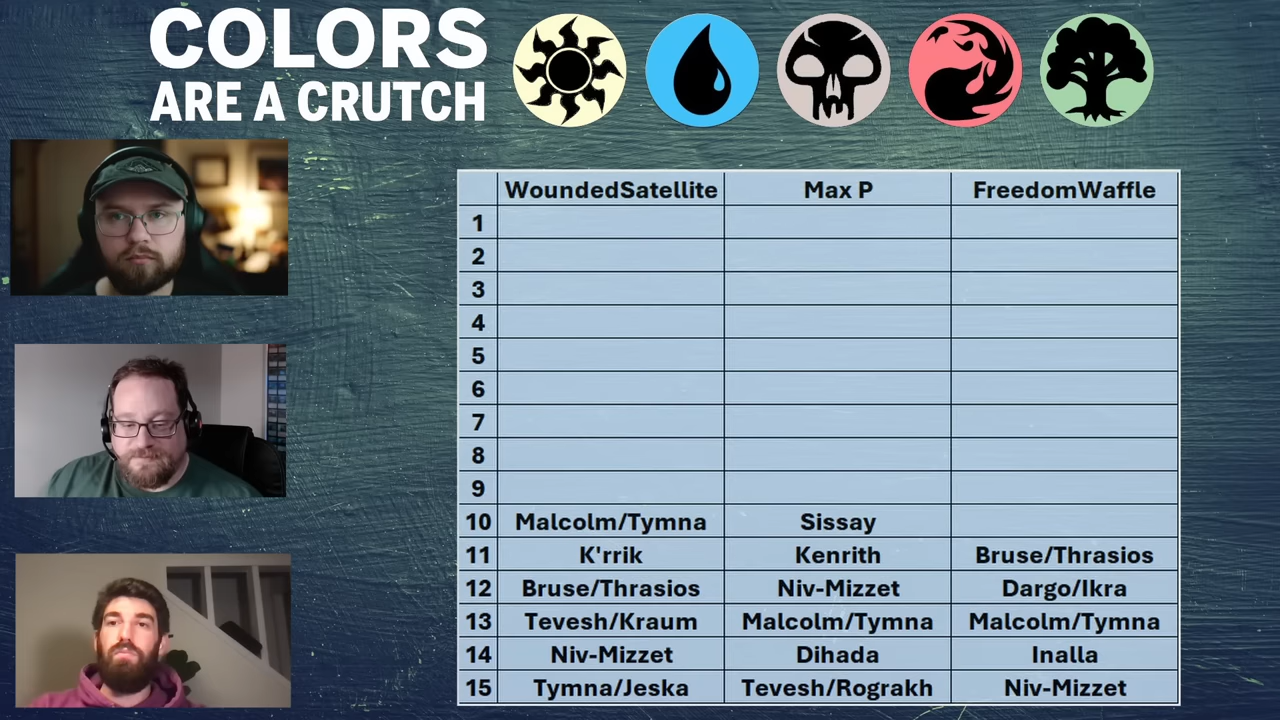 COLORS
ARE A CRUTCH
WoundedSatellite Max P FreedomWaffle
1
2
3
4
5
6
7
8
9
10 Malcolm/Tymna Sissay
11 K'rrik Kenrith Bruse/Thrasios
12 Bruse/Thrasios Niv-Mizzet Dargo/Ikra
13 Tevesh/Kraum Malcolm/Tymna Malcolm/Tymna
14 Niv-Mizzet Dihada Inalla
15 Tymna/Jeska Tevesh/Rograkh Niv-Mizzet